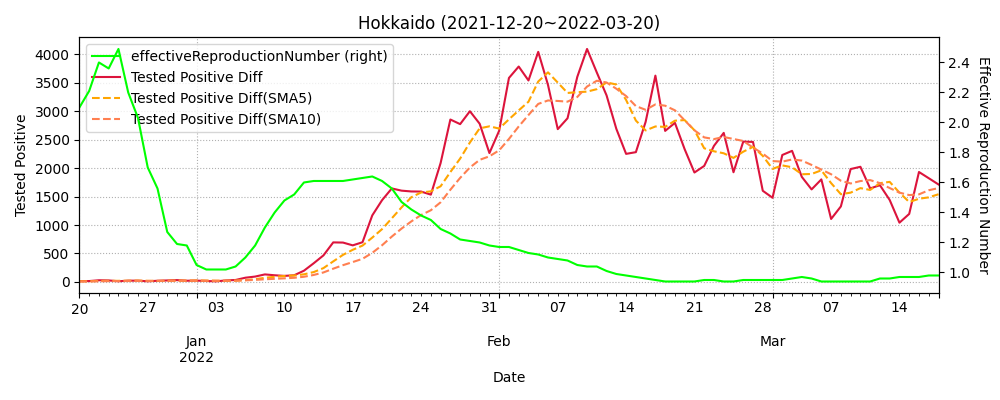 Hokkaido (2021-12-20~2022-03-20)
effectiveReproductionNumber (right)
Tested Positive Diff
Tested Positive Diff(SMA5)
Tested Positive Diff(SMA10)
Tested Positive
4000
3500
3000
2500
2000
1500
1000
500
0
2.4
2.2
2.0
1.8
1.6
1.4
1.2
1.0
Effective Reproduction Number
20 27 03 10 17 24 31 07 14 21 28 07 14
Jan Feb Mar
2022
Date